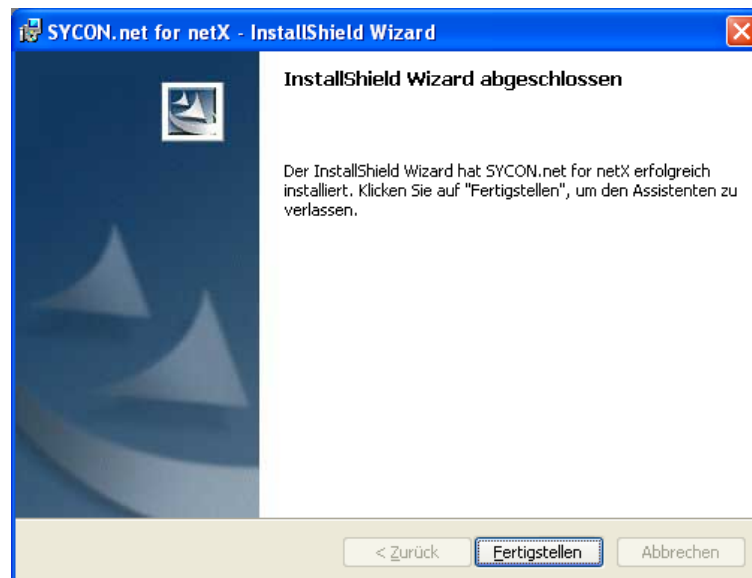 SYCON.net for netX - InstallShield Wizard
InstallShield Wizard abgeschlossen
Der InstallShield Wizard hat SYCON.net for netX erfolgreich
installiert. Klicken Sie auf "Fertigstellen", um den Assistenten zu
verlassen.
< Zurück
Fertigstellen
Abbrechen